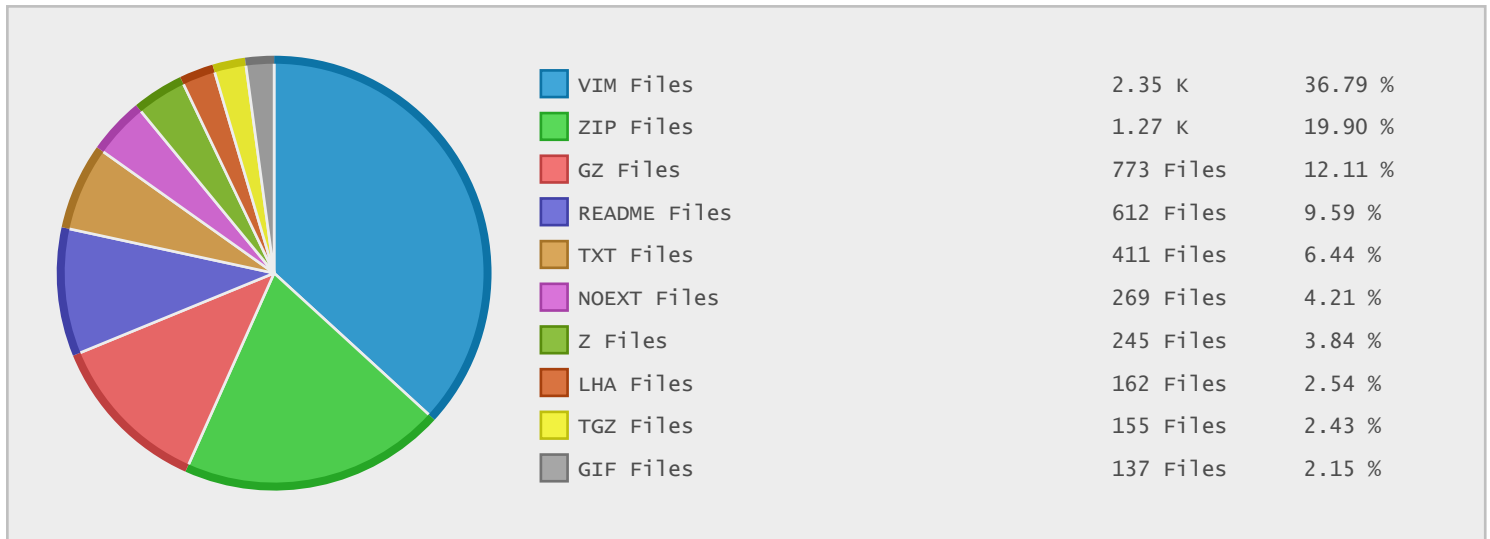 VIM Files 2.35 K 36.79 %
ZIP Files 1.27 K 19.90 %
GZ Files 773 Files 12.11 %
README Files 612 Files 9.59 %
TXT Files 411 Files 6.44 %
NOEXT Files 269 Files 4.21 %
Z Files 245 Files 3.84 %
LHA Files 162 Files 2.54 %
TGZ Files 155 Files 2.43 %
GIF Files 137 Files 2.15 %